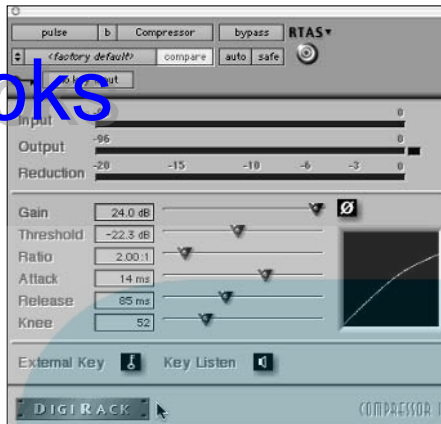 pulse b Compressor bypass RTAS
<factory default> compare auto safe
oks
Input 0
Output -96 0
Reduction -20 -15 -10 -6 -3 0
Gain 24.0 dB
Threshold -22.3 dB
Ratio 2.00:1
Attack 14 ms
Release 85 ms
Knee 52
External Key Key Listen
DIGIRACK COMPRESSOR